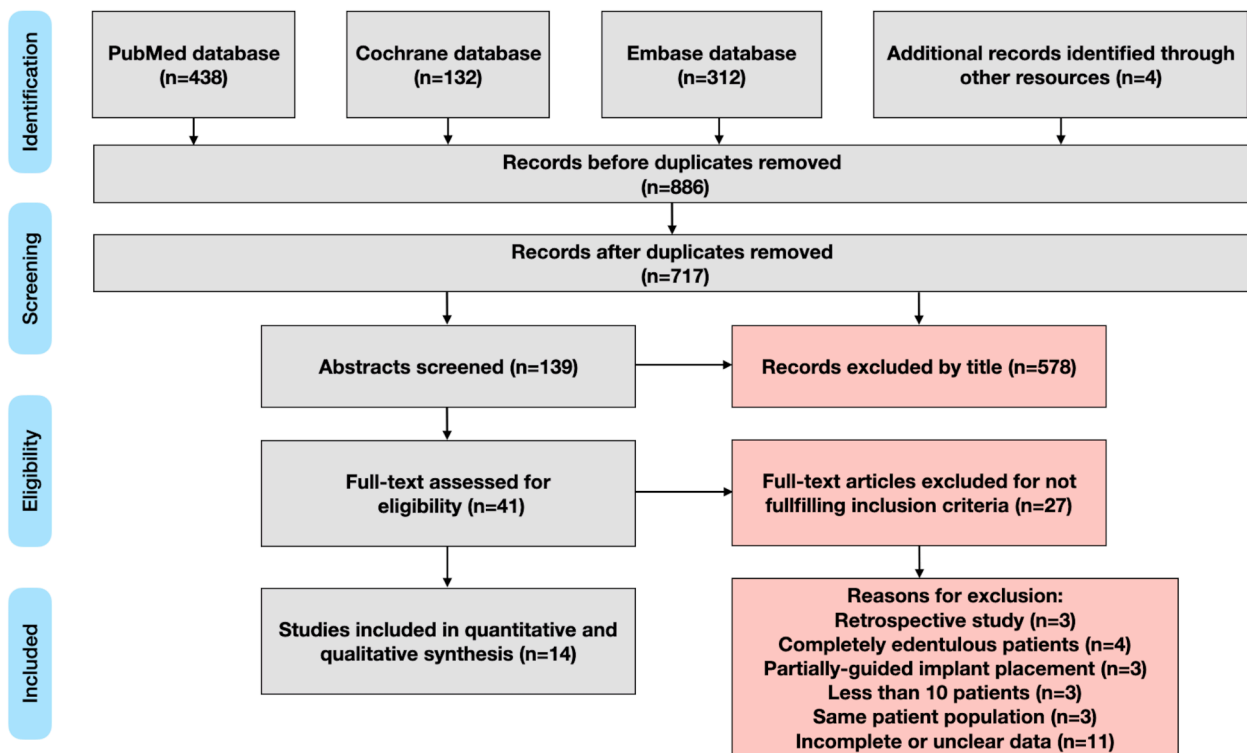 Identification
PubMed database
(n=438)
Cochrane database
(n=132)
Embase database
(n=312)
Additional records identified through
other resources (n=4)
Records before duplicates removed
(n=886)
Screening
Records after duplicates removed
(n=717)
Abstracts screened (n=139)
Records excluded by title (n=578)
Eligibility
Full-text assessed for
eligibility (n=41)
Full-text articles excluded for not
fullfilling inclusion criteria (n=27)
Included
Studies included in quantitative and
qualitative synthesis (n=14)
Reasons for exclusion:
Retrospective study (n=3)
Completely edentulous patients (n=4)
Partially-guided implant placement (n=3)
Less than 10 patients (n=3)
Same patient population (n=3)
Incomplete or unclear data (n=11)